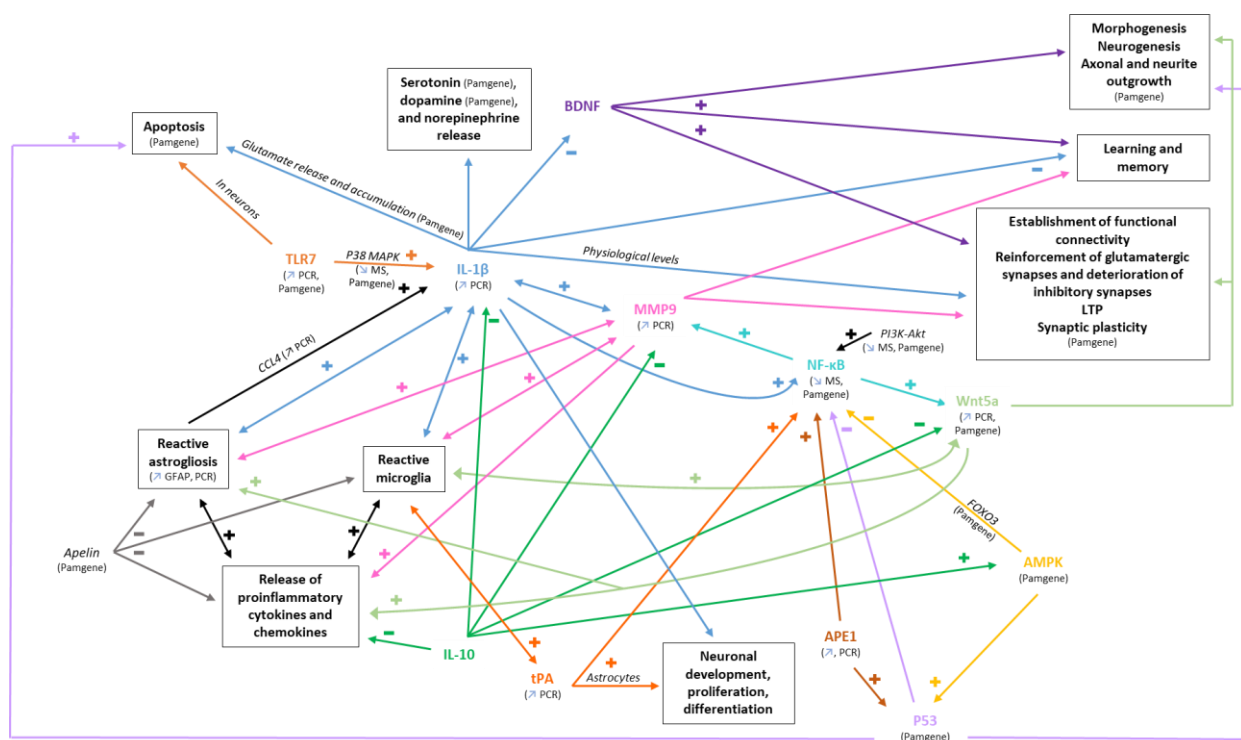 Morphogenesis
Neurogenesis
Axonal and neurite
outgrowth
(Pamgene)
Serotonin (Pamgene),
dopamine (Pamgene),
and norepinephrine
release
BDNF
+
+
-
+
Apoptosis
(Pamgene)
Glutamate release and accumulation (Pamgene)
Learning and
memory
-
In neurons
Establishment of functional
connectivity
Reinforcement of glutamatergic
synapses and deterioration of
inhibitory synapses
LTP
Synaptic plasticity
(Pamgene)
TLR7
(↗ PCR,
Pamgene)
P38 MAPK +
(↘ MS,
Pamgene)
+
IL-1β
(↗ PCR)
Physiological levels
+
MMP9
(↗ PCR)
-
-
+
+
PI3K-Akt
(↘ MS, Pamgene)
CCL4 (↗ PCR)
NF-κB
(↘ MS,
Pamgene)
+
+
+
+
+
+
Wnt5a
(↗ PCR,
Pamgene)
-
+
+
-
-
Reactive
astrogliosis
(↗ GFAP, PCR)
Reactive
microglia
+
+
FOXO3
(Pamgene)
-
-
+
+
Apelin
(Pamgene)
+
+
AMPK
(Pamgene)
Release of
proinflammatory
cytokines and
chemokines
+
-
IL-10
+
tPA
(↗ PCR)
+
Astrocytes
Neuronal
development,
proliferation,
differentiation
APE1
(↗, PCR)
+
+
P53
(Pamgene)